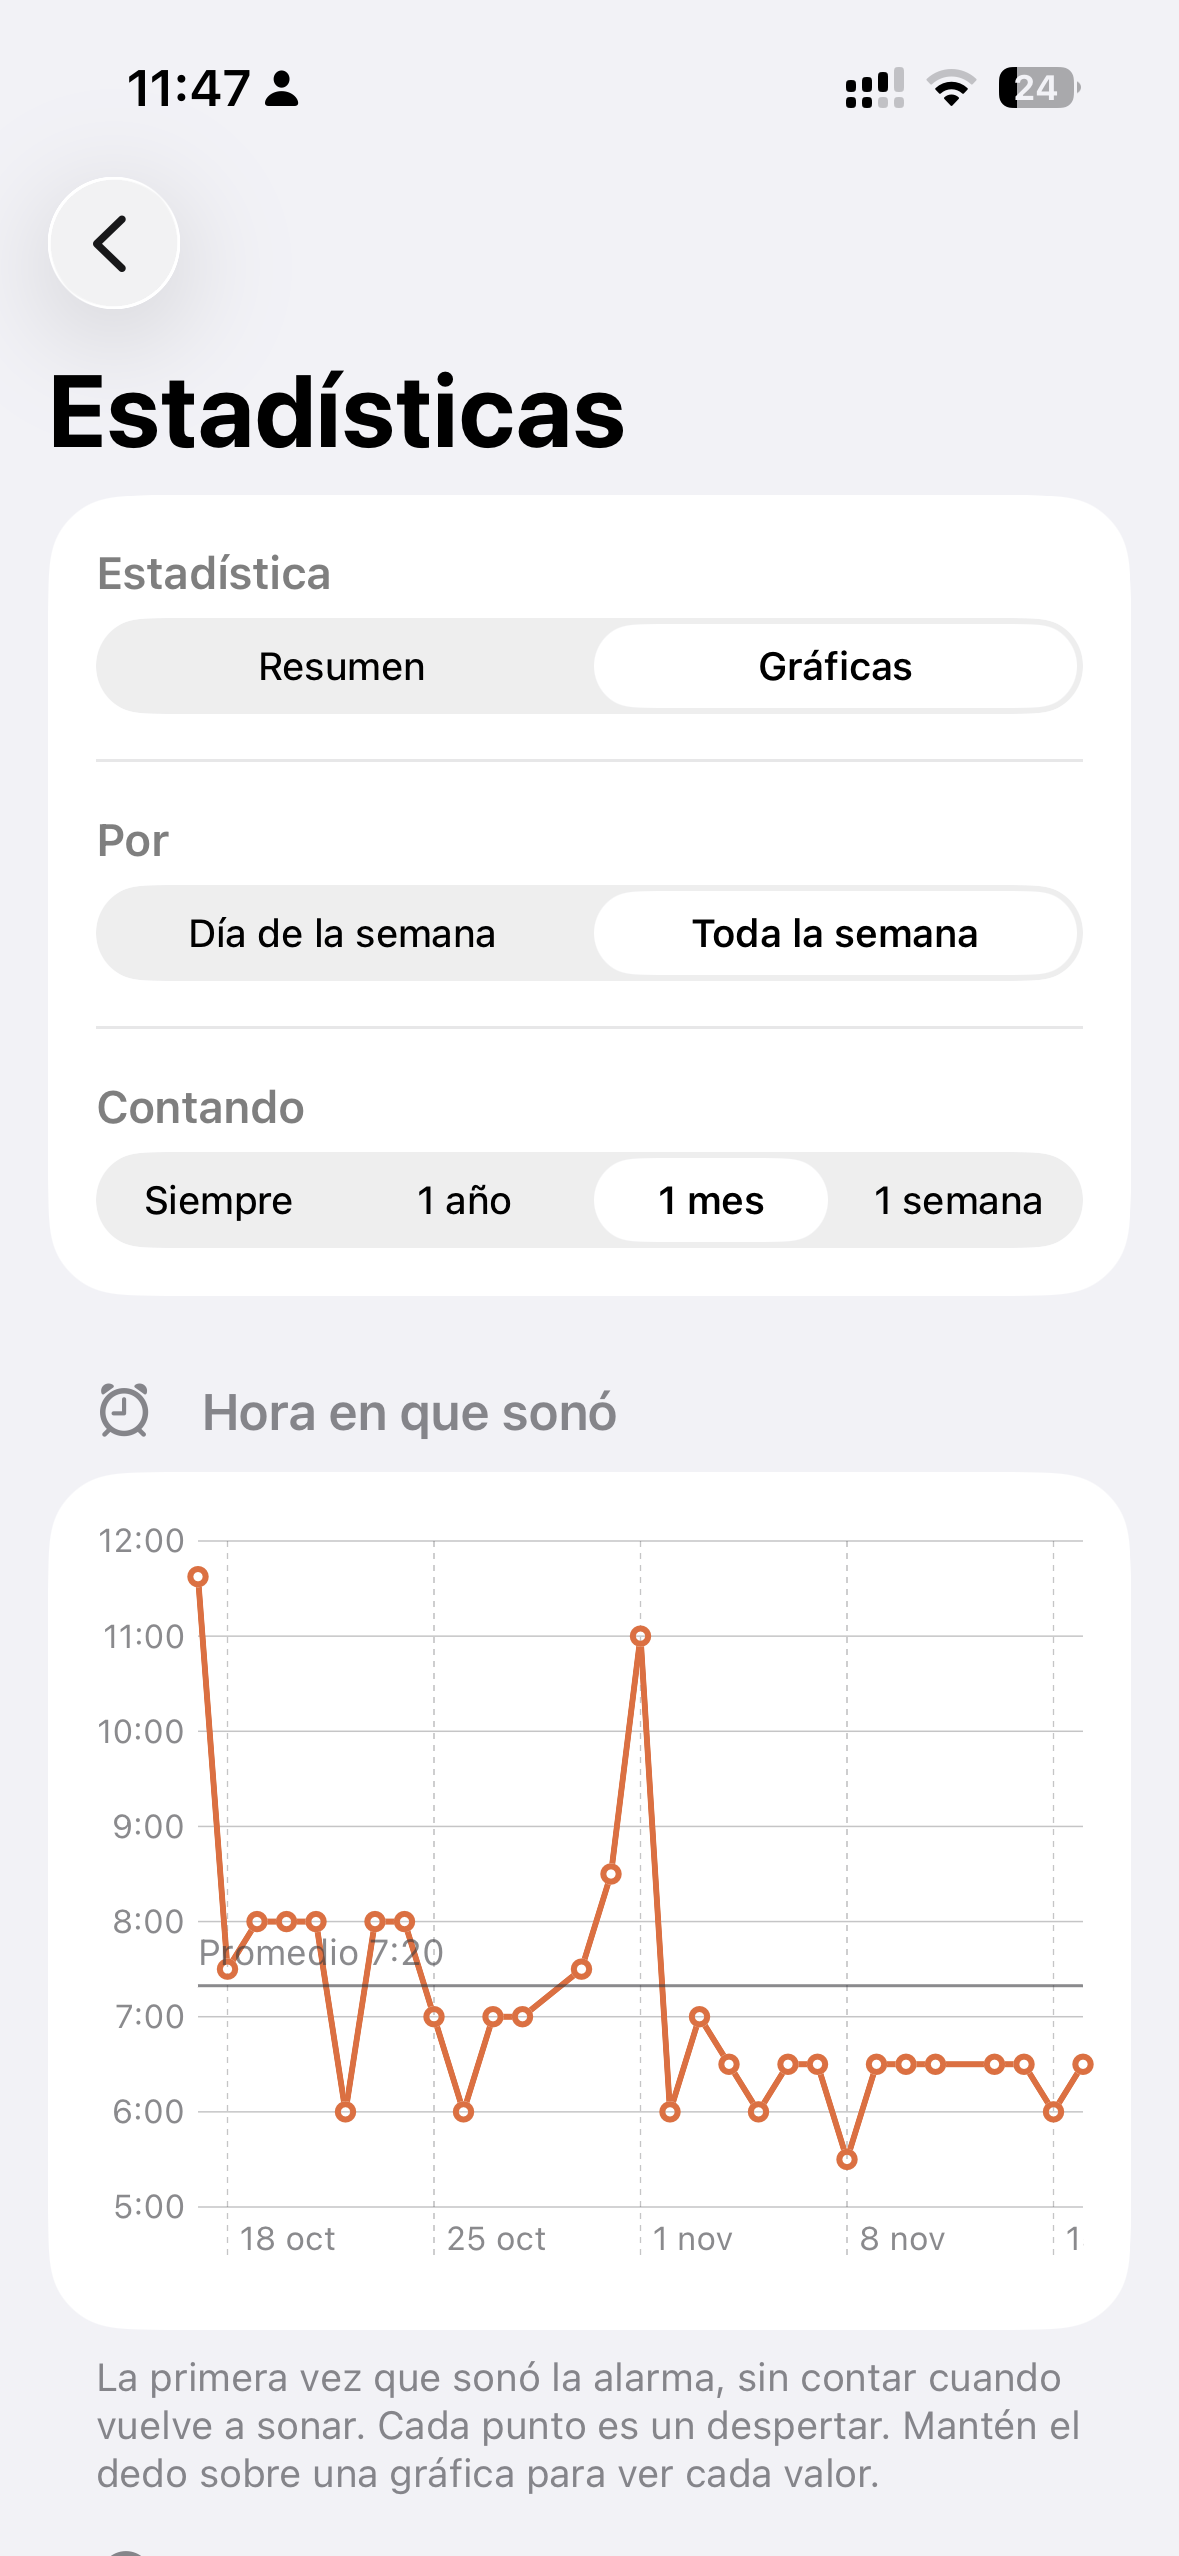 11:47
24
Estadísticas
Estadística
Resumen Gráficas
Por
Día de la semana Toda la semana
Contando
Siempre 1 año 1 mes 1 semana
Hora en que sonó
12:00
11:00
10:00
9:00
8:00
Promedio 7:20
7:00
6:00
5:00
18 oct 25 oct 1 nov 8 nov 1
La primera vez que sonó la alarma, sin contar cuando
vuelve a sonar. Cada punto es un despertar. Mantén el
dedo sobre una gráfica para ver cada valor.